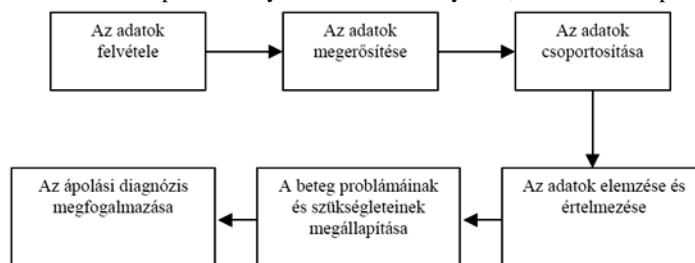 Az adatok
felvétele
Az adatok
megerősítése
Az adatok
csoportosítása
Az adatok elemzése és
értelmezése
A beteg problámáinak
és szükségleteinek
megállapítása
Az ápolási diagnózis
megfogalmazása